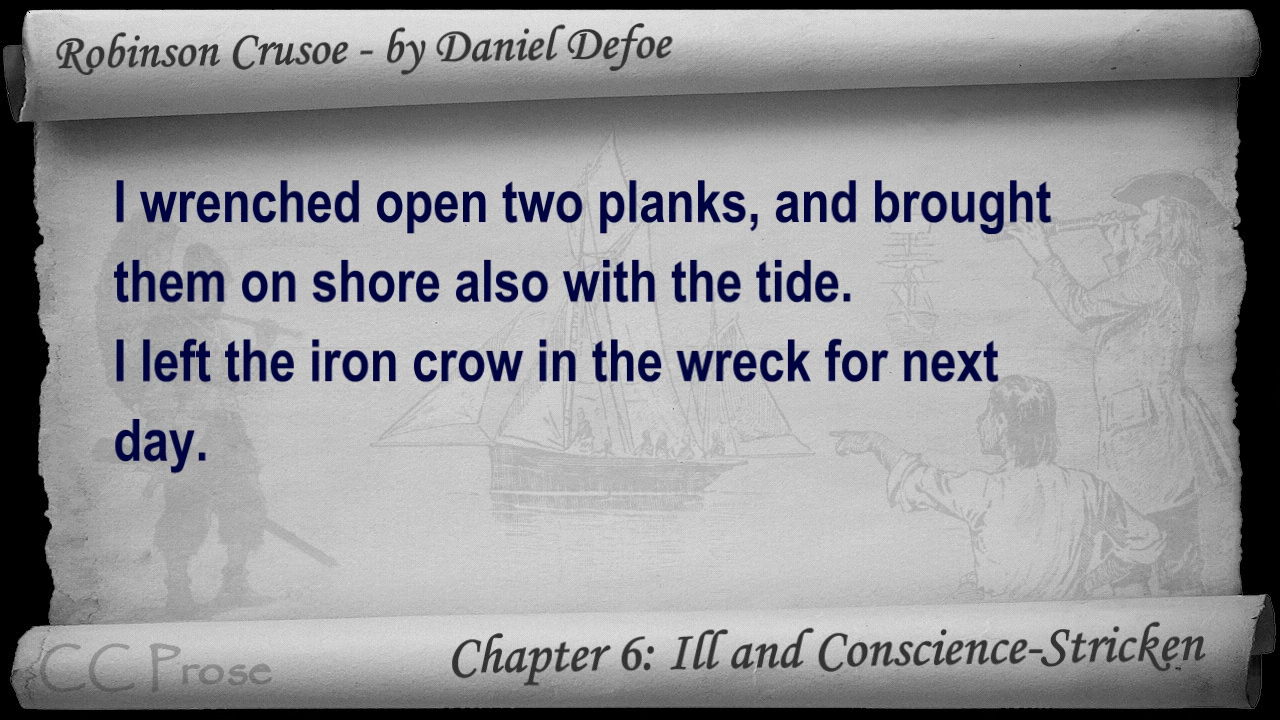 Robinson Crusoe - by Daniel Defoe
I wrenched open two planks, and brought
them on shore also with the tide.
I left the iron crow in the wreck for next
day.
CC Prose
Chapter 6: Ill and Conscience-Stricken